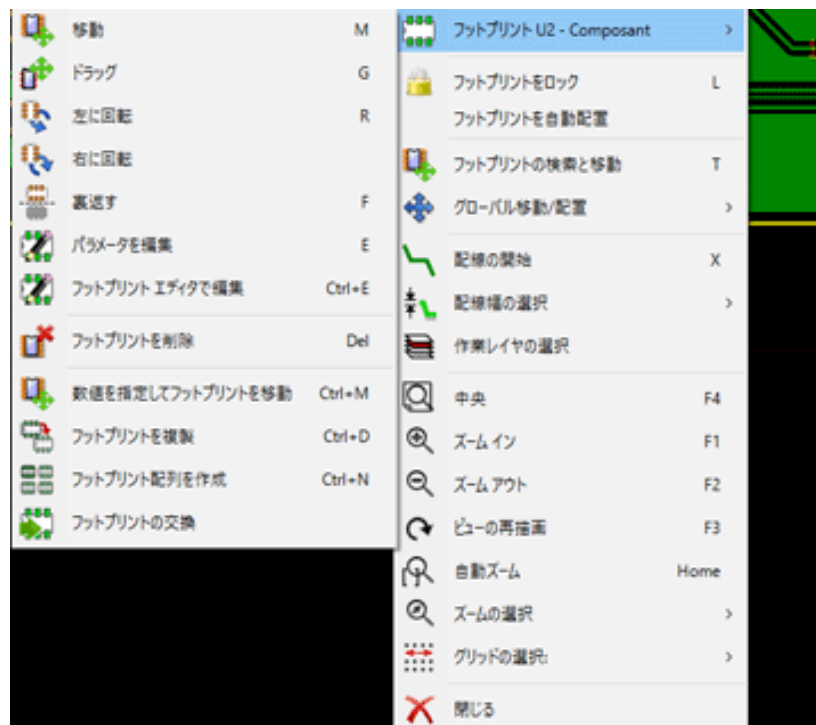 移動 M
ドラッグ G
左に回転 R
右に回転
裏返す F
パラメータを編集 E
フットプリント エディタで編集 Ctrl+E
フットプリントを削除 Del
数値を指定してフットプリントを移動 Ctrl+M
フットプリントを複製 Ctrl+D
フットプリント配列を作成 Ctrl+N
フットプリントの交換
フットプリント U2 - Composant >
フットプリントをロック L
フットプリントを自動配置
フットプリントの検索と移動 T
グローバル移動/配置 >
配線の開始 X
配線幅の選択 >
作業レイヤの選択
中央 F4
ズーム イン F1
ズーム アウト F2
ビューの再描画 F3
自動ズーム Home
ズームの選択 >
グリッドの選択: >
閉じる